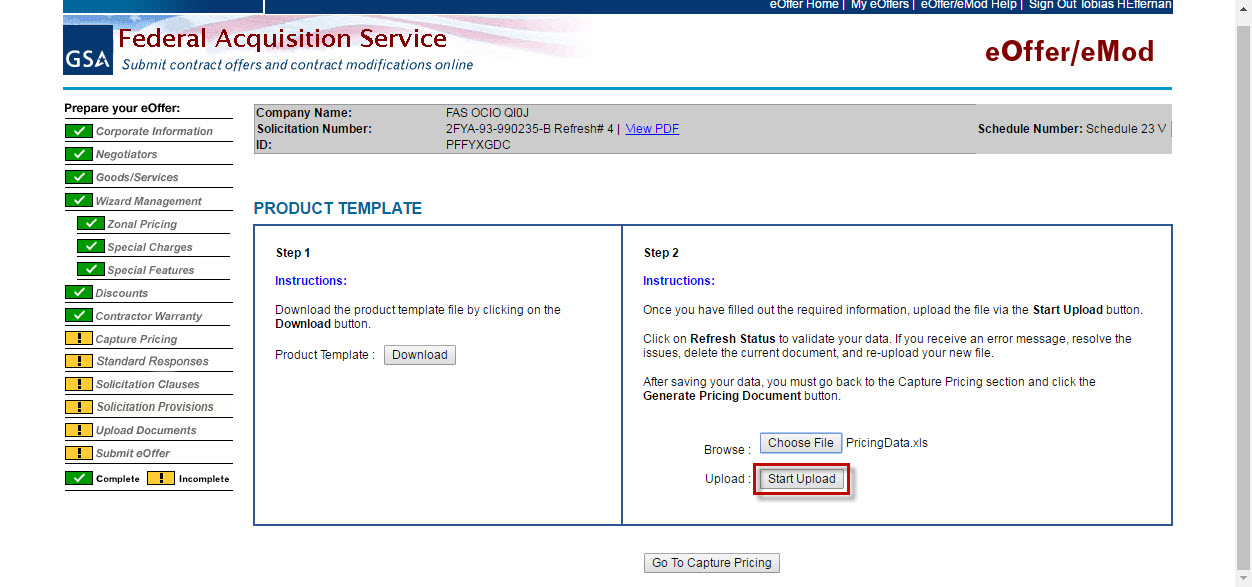 eOffer Home | My eOffers | eOffer/eMod Help | Sign Out Tobias HEffernan
GSA
Federal Acquisition Service
Submit contract offers and contract modifications online
eOffer/eMod
Prepare your eOffer:
Corporate Information
Negotiators
Goods/Services
Wizard Management
Zonal Pricing
Special Charges
Special Features
Discounts
Contractor Warranty
! Capture Pricing
! Standard Responses
! Solicitation Clauses
! Solicitation Provisions
! Upload Documents
! Submit eOffer
Complete ! Incomplete
Company Name: FAS OCIO QI0J
Solicitation Number: 2FYA-93-990235-B Refresh# 4 | View PDF
Schedule Number: Schedule 23 V
ID: PFFYXGDC
PRODUCT TEMPLATE
Step 1
Instructions:
Download the product template file by clicking on the
Download button.
Product Template : Download
Step 2
Instructions:
Once you have filled out the required information, upload the file via the Start Upload button.
Click on Refresh Status to validate your data. If you receive an error message, resolve the
issues, delete the current document, and re-upload your new file.
After saving your data, you must go back to the Capture Pricing section and click the
Generate Pricing Document button.
Browse : Choose File PricingData.xls
Upload : Start Upload
Go To Capture Pricing